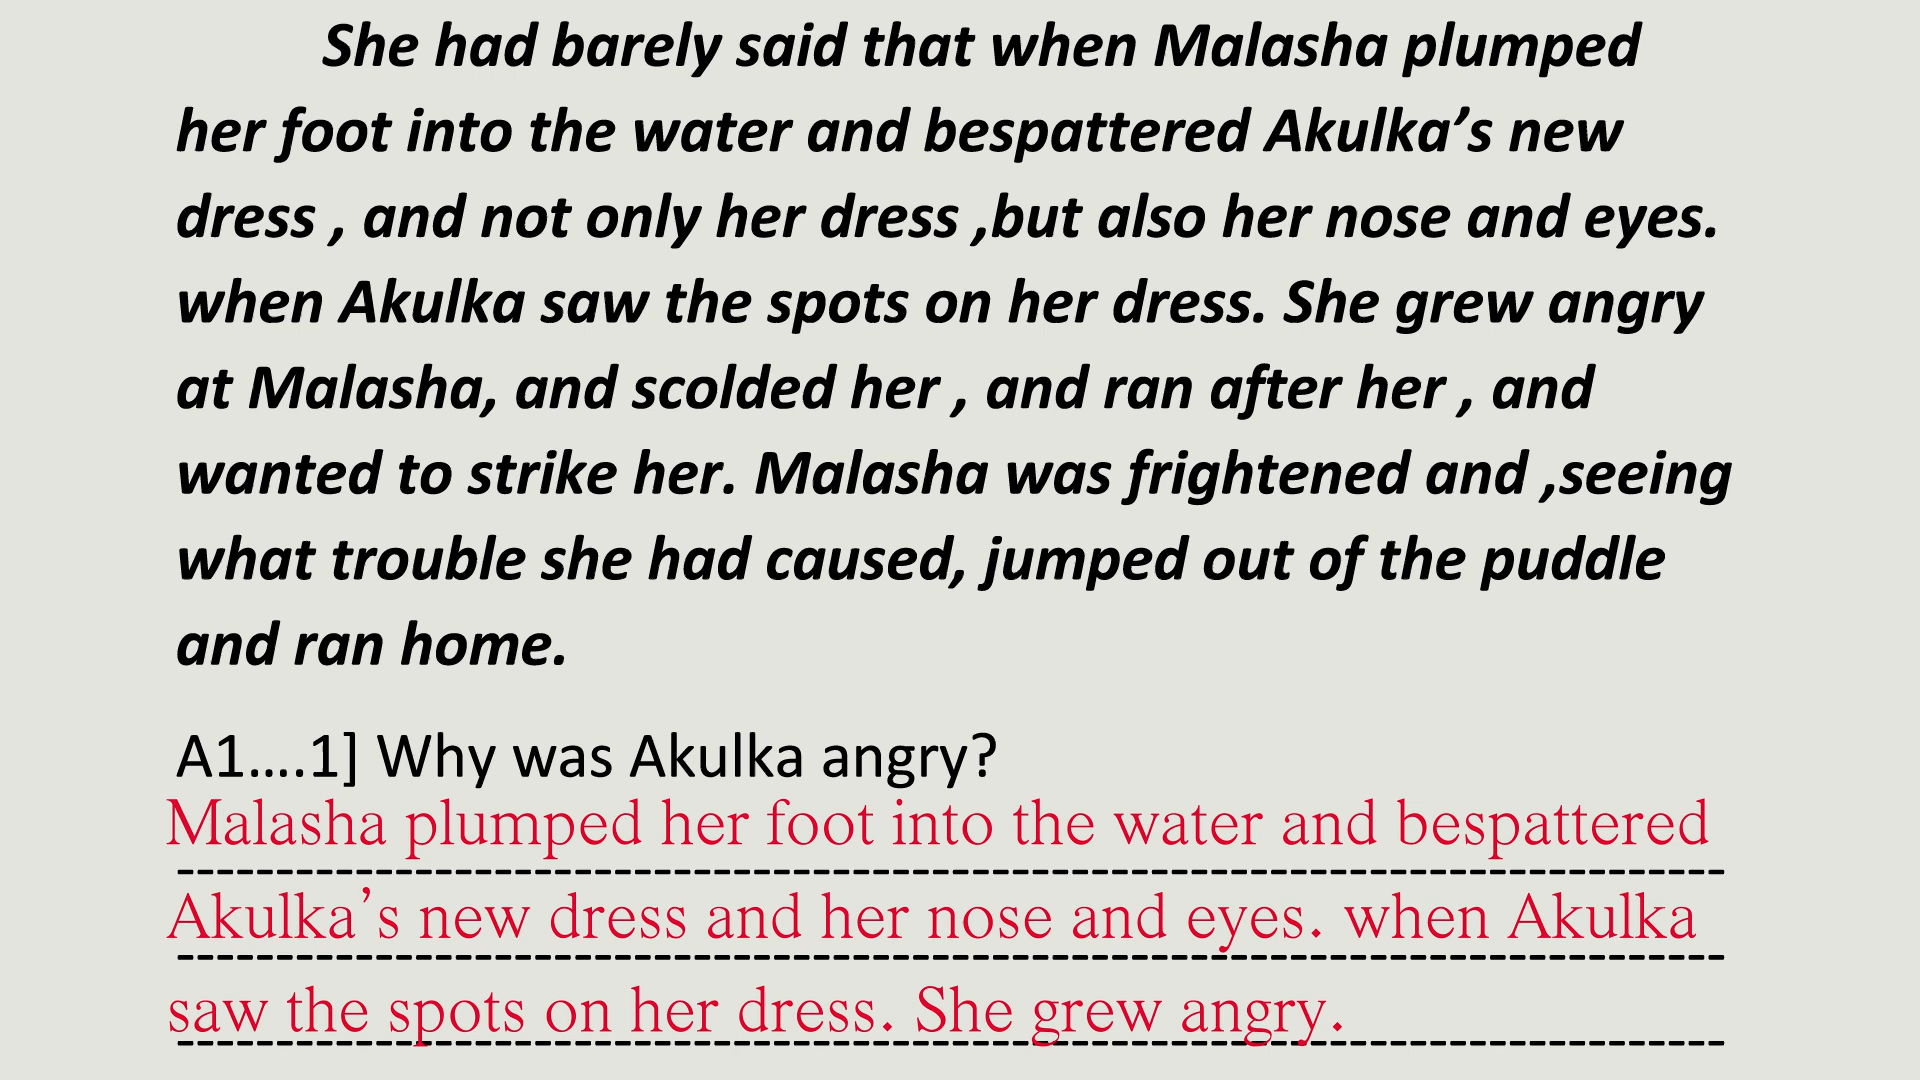 She had barely said that when Malasha plumped
her foot into the water and bespattered Akulka’s new
dress , and not only her dress ,but also her nose and eyes.
when Akulka saw the spots on her dress. She grew angry
at Malasha, and scolded her , and ran after her , and
wanted to strike her. Malasha was frightened and ,seeing
what trouble she had caused, jumped out of the puddle
and ran home.
A1….1] Why was Akulka angry?
Malasha plumped her foot into the water and bespattered
Akulka’s new dress and her nose and eyes. when Akulka
saw the spots on her dress. She grew angry.